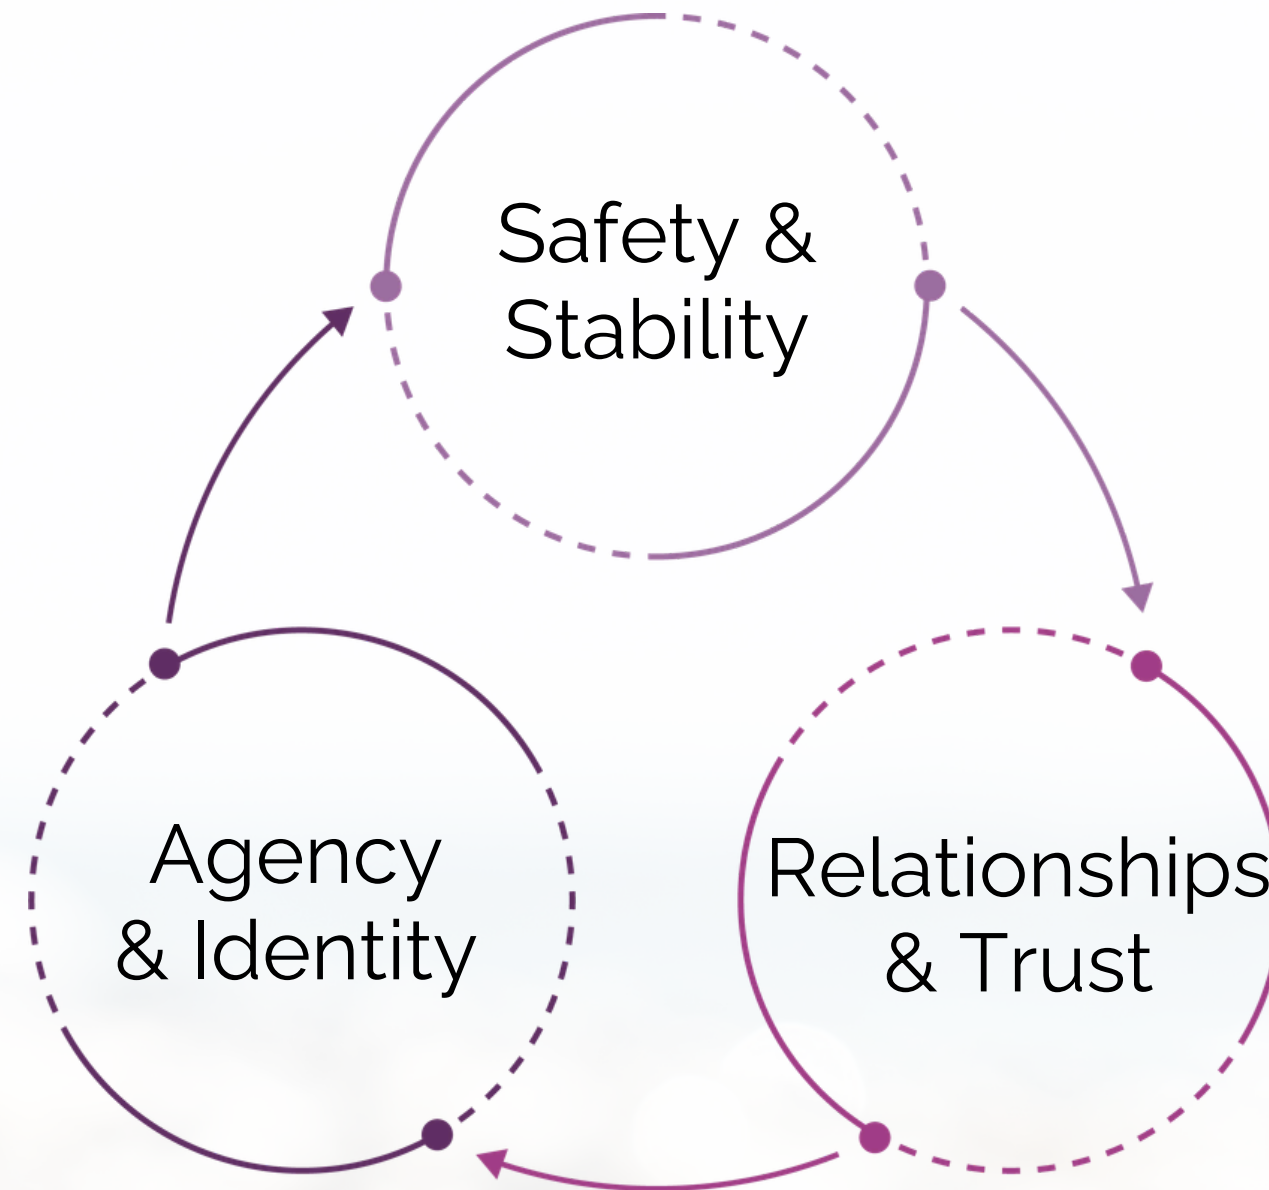 Safety &
Stability
Agency
& Identity
Relationships
& Trust